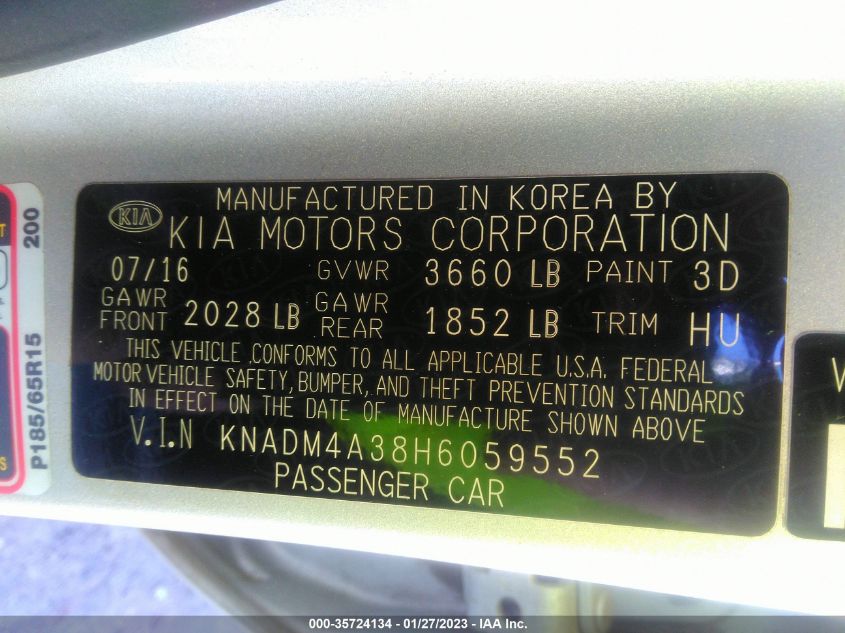 MANUFACTURED IN KOREA BY
KIA KIA MOTORS CORPORATION
07/16 GVWR 3660 LB PAINT 3D
GAWR FRONT 2028 LB GAWR REAR 1852 LB TRIM HU
THIS VEHICLE CONFORMS TO ALL APPLICABLE U.S.A. FEDERAL
MOTOR VEHICLE SAFETY, BUMPER, AND THEFT PREVENTION STANDARDS
IN EFFECT ON THE DATE OF MANUFACTURE SHOWN ABOVE
V.I.N KNADM4A38H6059552
PASSENGER CAR
P185/65R15 200
000-35724134 - 01/27/2023 - IAA Inc.